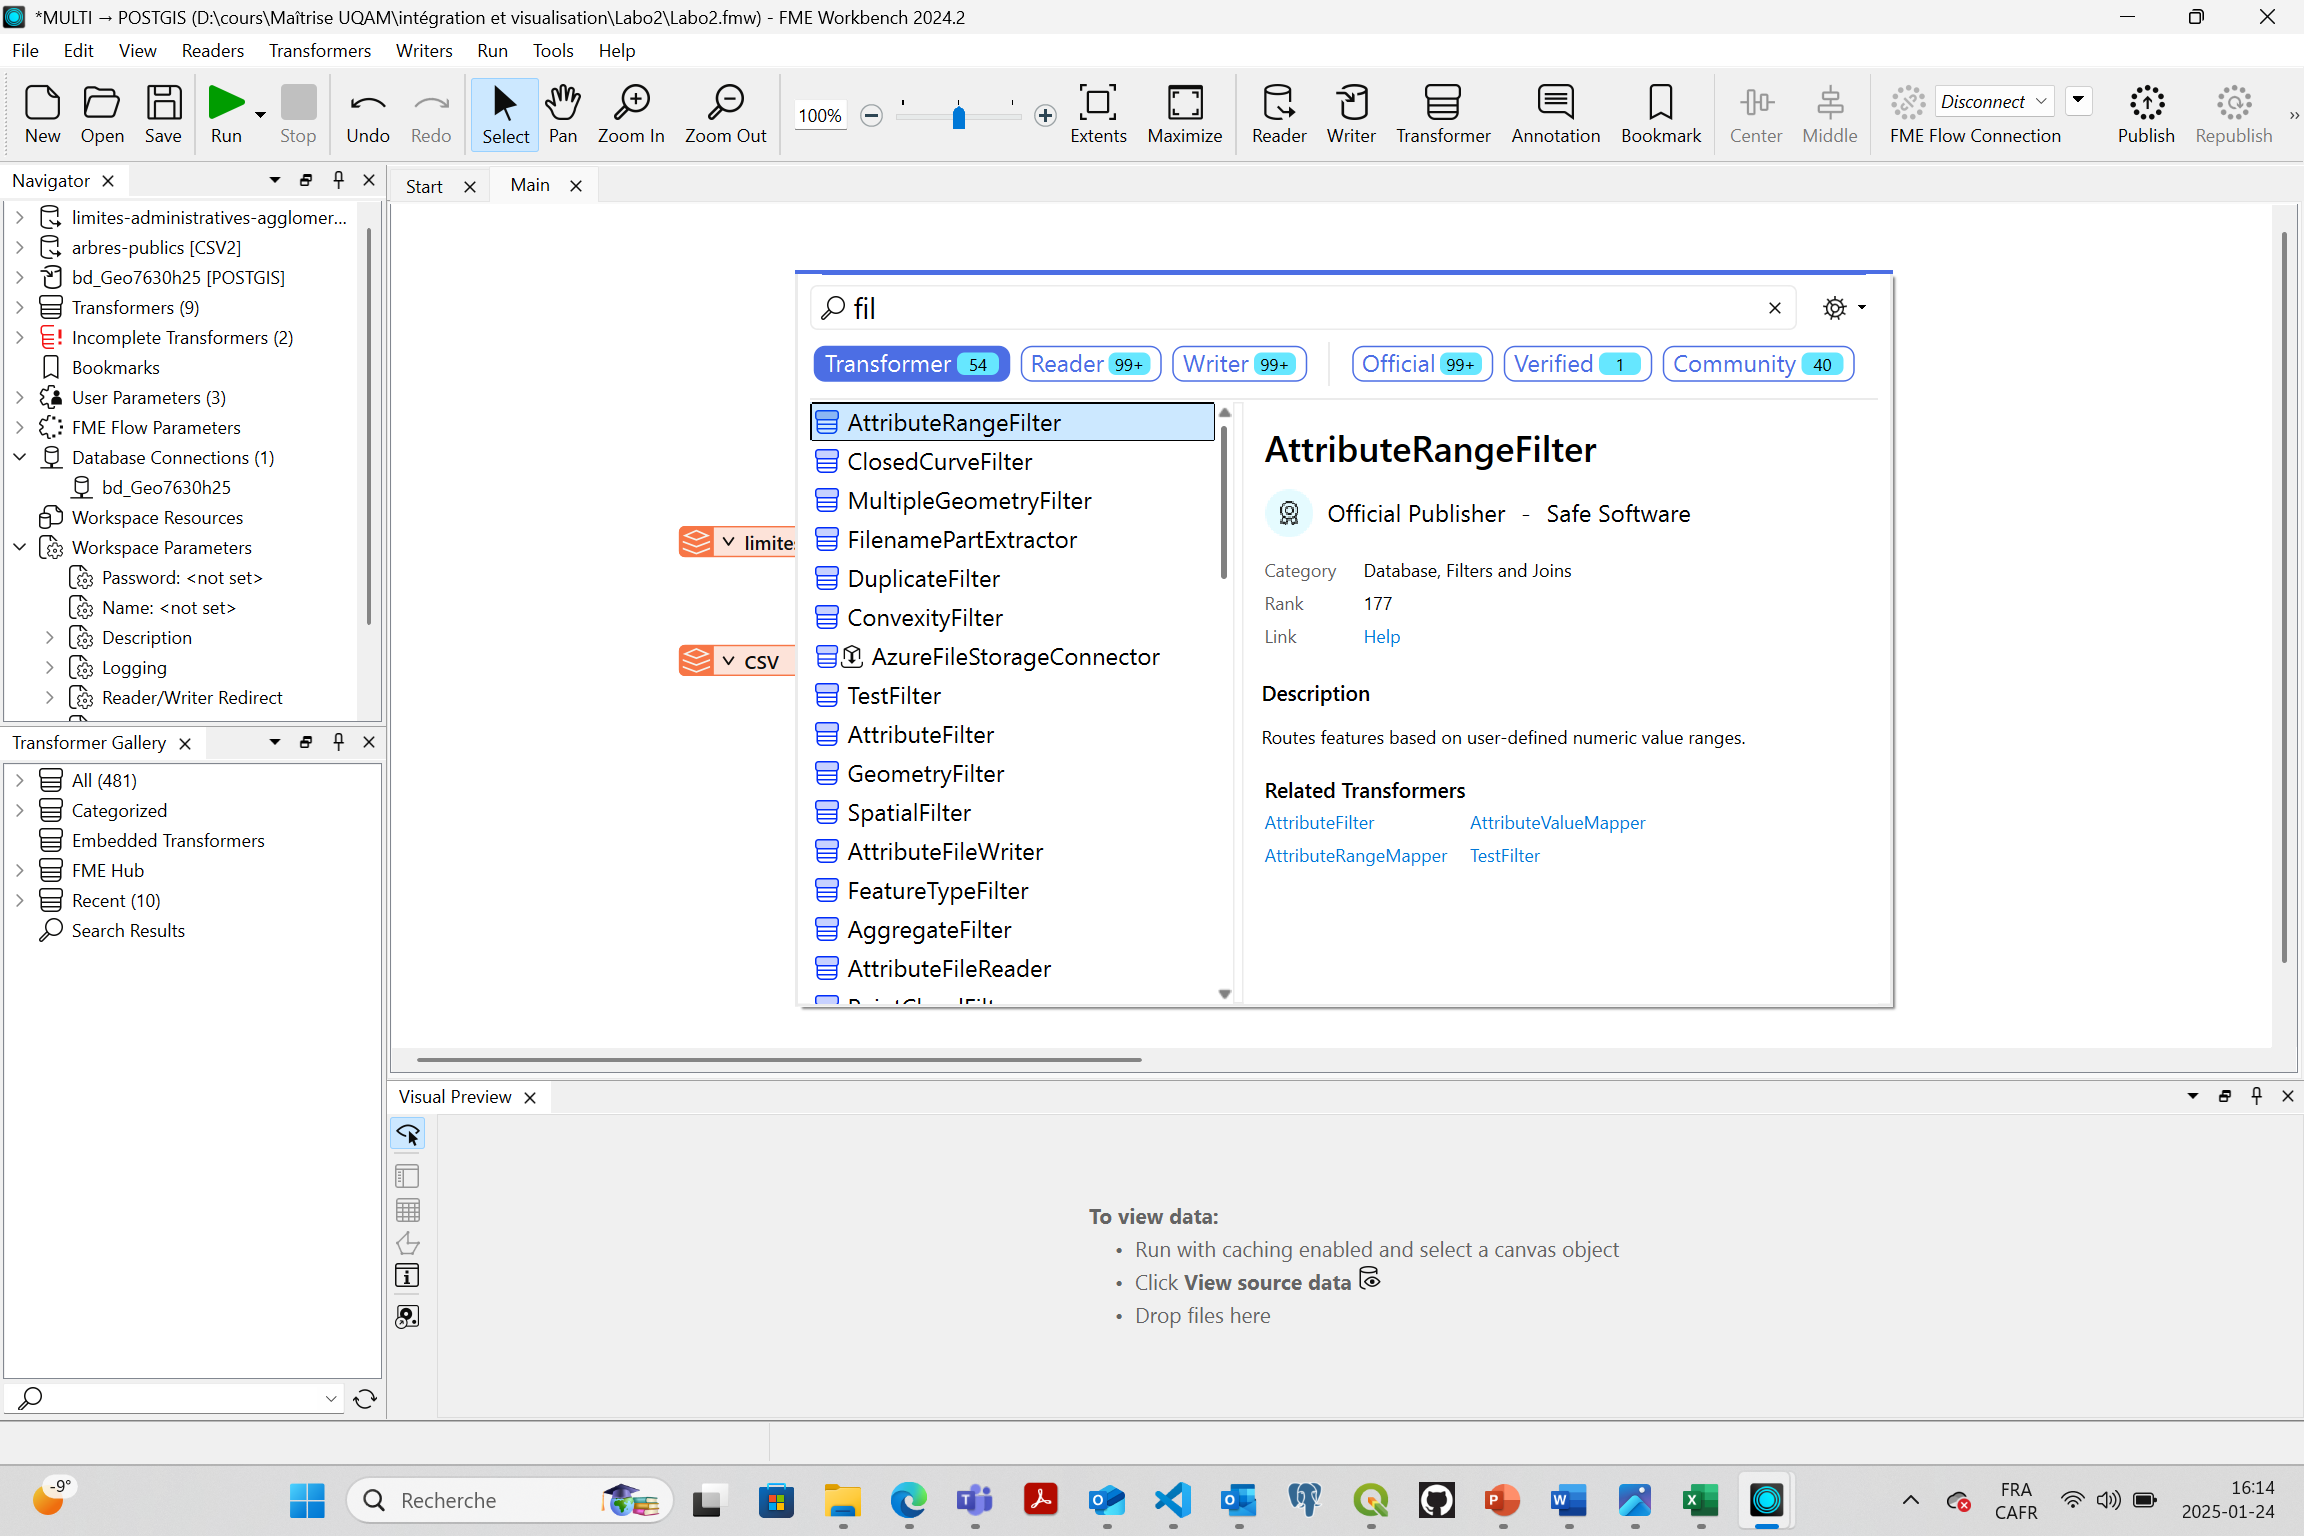 *MULTI → POSTGIS (D:\cours\Maîtrise UQAM\intégration et visualisation\Labo2\Labo2.fmw) - FME Workbench 2024.2
File Edit View Readers Transformers Writers Run Tools Help
New Open Save Run Stop Undo Redo Select Pan Zoom In Zoom Out 100% Extents Maximize Reader Writer Transformer Annotation Bookmark Center Middle Disconnect FME Flow Connection Publish Republish »
Navigator
limites-administratives-agglomer...
arbres-publics [CSV2]
bd_Geo7630h25 [POSTGIS]
Transformers (9)
Incomplete Transformers (2)
Bookmarks
User Parameters (3)
FME Flow Parameters
Database Connections (1)
bd_Geo7630h25
Workspace Resources
Workspace Parameters
Password: <not set>
Name: <not set>
Description
Logging
Reader/Writer Redirect
Transformer Gallery
All (481)
Categorized
Embedded Transformers
FME Hub
Recent (10)
Search Results
Start Main
limites
CSV
fil
Transformer 54 Reader 99+ Writer 99+ Official 99+ Verified 1 Community 40
AttributeRangeFilter
ClosedCurveFilter
MultipleGeometryFilter
FilenamePartExtractor
DuplicateFilter
ConvexityFilter
AzureFileStorageConnector
TestFilter
AttributeFilter
GeometryFilter
SpatialFilter
AttributeFileWriter
FeatureTypeFilter
AggregateFilter
AttributeFileReader
AttributeRangeFilter
Official Publisher - Safe Software
Category Database, Filters and Joins
Rank 177
Link Help
Description
Routes features based on user-defined numeric value ranges.
Related Transformers
AttributeFilter AttributeValueMapper
AttributeRangeMapper TestFilter
Visual Preview
To view data:
• Run with caching enabled and select a canvas object
• Click View source data
• Drop files here
-9°
Recherche
FRA
CAFR
16:14
2025-01-24